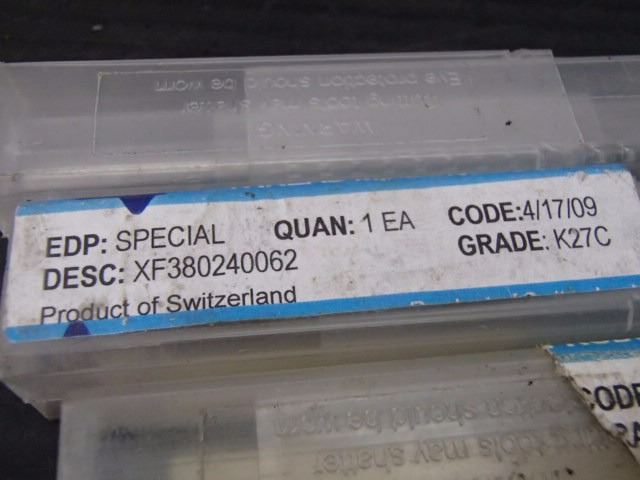 WARNING
Cutting tools may shatter
Eye protection should be worn
EDP: SPECIAL QUAN: 1 EA CODE:4/17/09
DESC: XF380240062 GRADE: K27C
Product of Switzerland
CODE
should be worn
tools may shatter